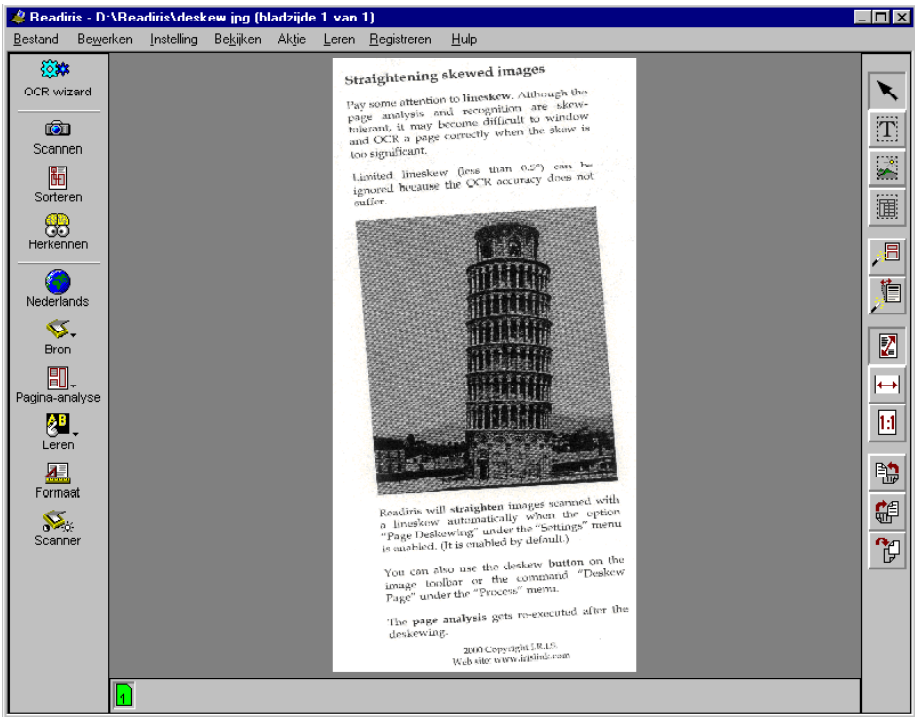 Readiris - D:\Readiris\deskew.jpg (bladzijde 1 van 1)
Bestand Bewerken Instelling Bekijken Aktie Leren Registreren Hulp
OCR wizard
Scannen
Sorteren
Herkennen
Nederlands
Bron
Pagina-analyse
Leren
Formaat
Scanner
Straightening skewed images
Pay some attention to lineskew. Although the
page analysis and recognition are skew-
tolerant, it may become difficult to window
and OCR a page correctly when the skew is
too significant.
Limited lineskew (less than 0.5°) can be
ignored because the OCR accuracy does not
suffer.
Readiris will straighten images scanned with
a lineskew automatically when the option
"Page Deskewing" under the "Settings" menu
is enabled. (It is enabled by default.)
You can also use the deskew button on the
image toolbar or the command "Deskew
Page" under the "Process" menu.
The page analysis gets re-executed after the
deskewing.
2000 Copyright I.R.I.S.
Web site: www.irislink.com
T
1:1
1